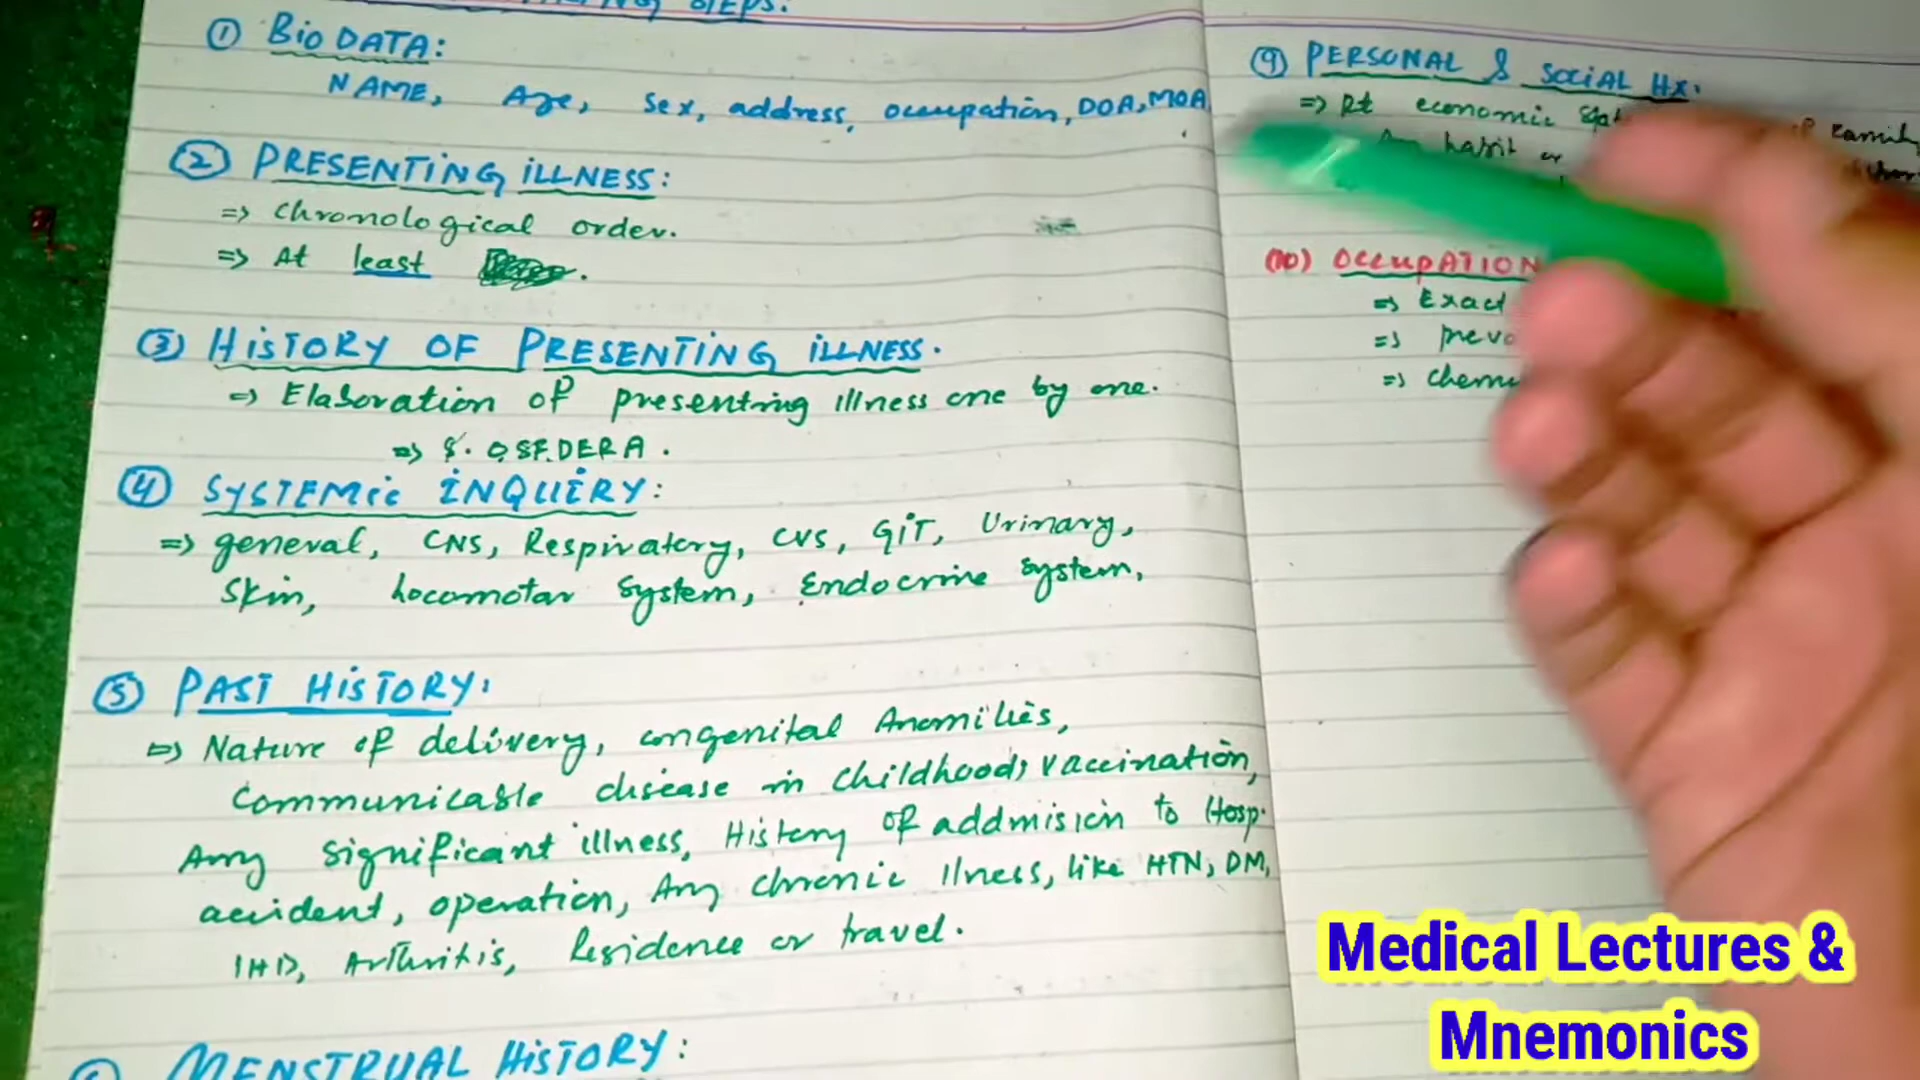 STEPS:
① BIO DATA:
NAME, Age, Sex, address, occupation, DOA, MOA
② PRESENTING ILLNESS:
=> chronological order.
=> At least
③ HISTORY OF PRESENTING ILLNESS.
=> Elaboration of presenting illness one by one.
=> OSF.DERA.
④ SYSTEMIC INQUIRY:
=> general, CNS, Respiratory, CVS, GIT, Urinary,
Skin, Locomotar System, Endocrine system,
⑤ PAST HISTORY:
=> Nature of delivery, congenital Anomilies,
Communicable disease in childhood, vaccination,
Any significant illness, History of addmision to Hosp.
accident, operation, Any chronic illness, like HTN, DM,
IHD, Arthritis, Residence or travel.
MENSTRUAL HISTORY:
⑨ PERSONAL & SOCIAL HX:
=> Pt economic
habit or
(10) OCCUPATION
=> Exact
=>
=>
Medical Lectures &
Mnemonics